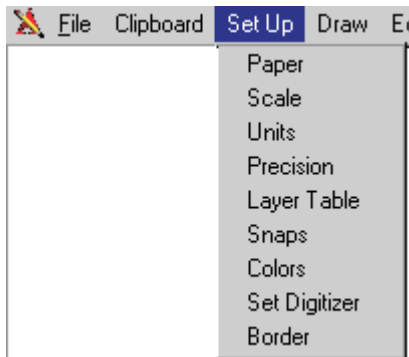 File Clipboard Set Up Draw
Paper
Scale
Units
Precision
Layer Table
Snaps
Colors
Set Digitizer
Border